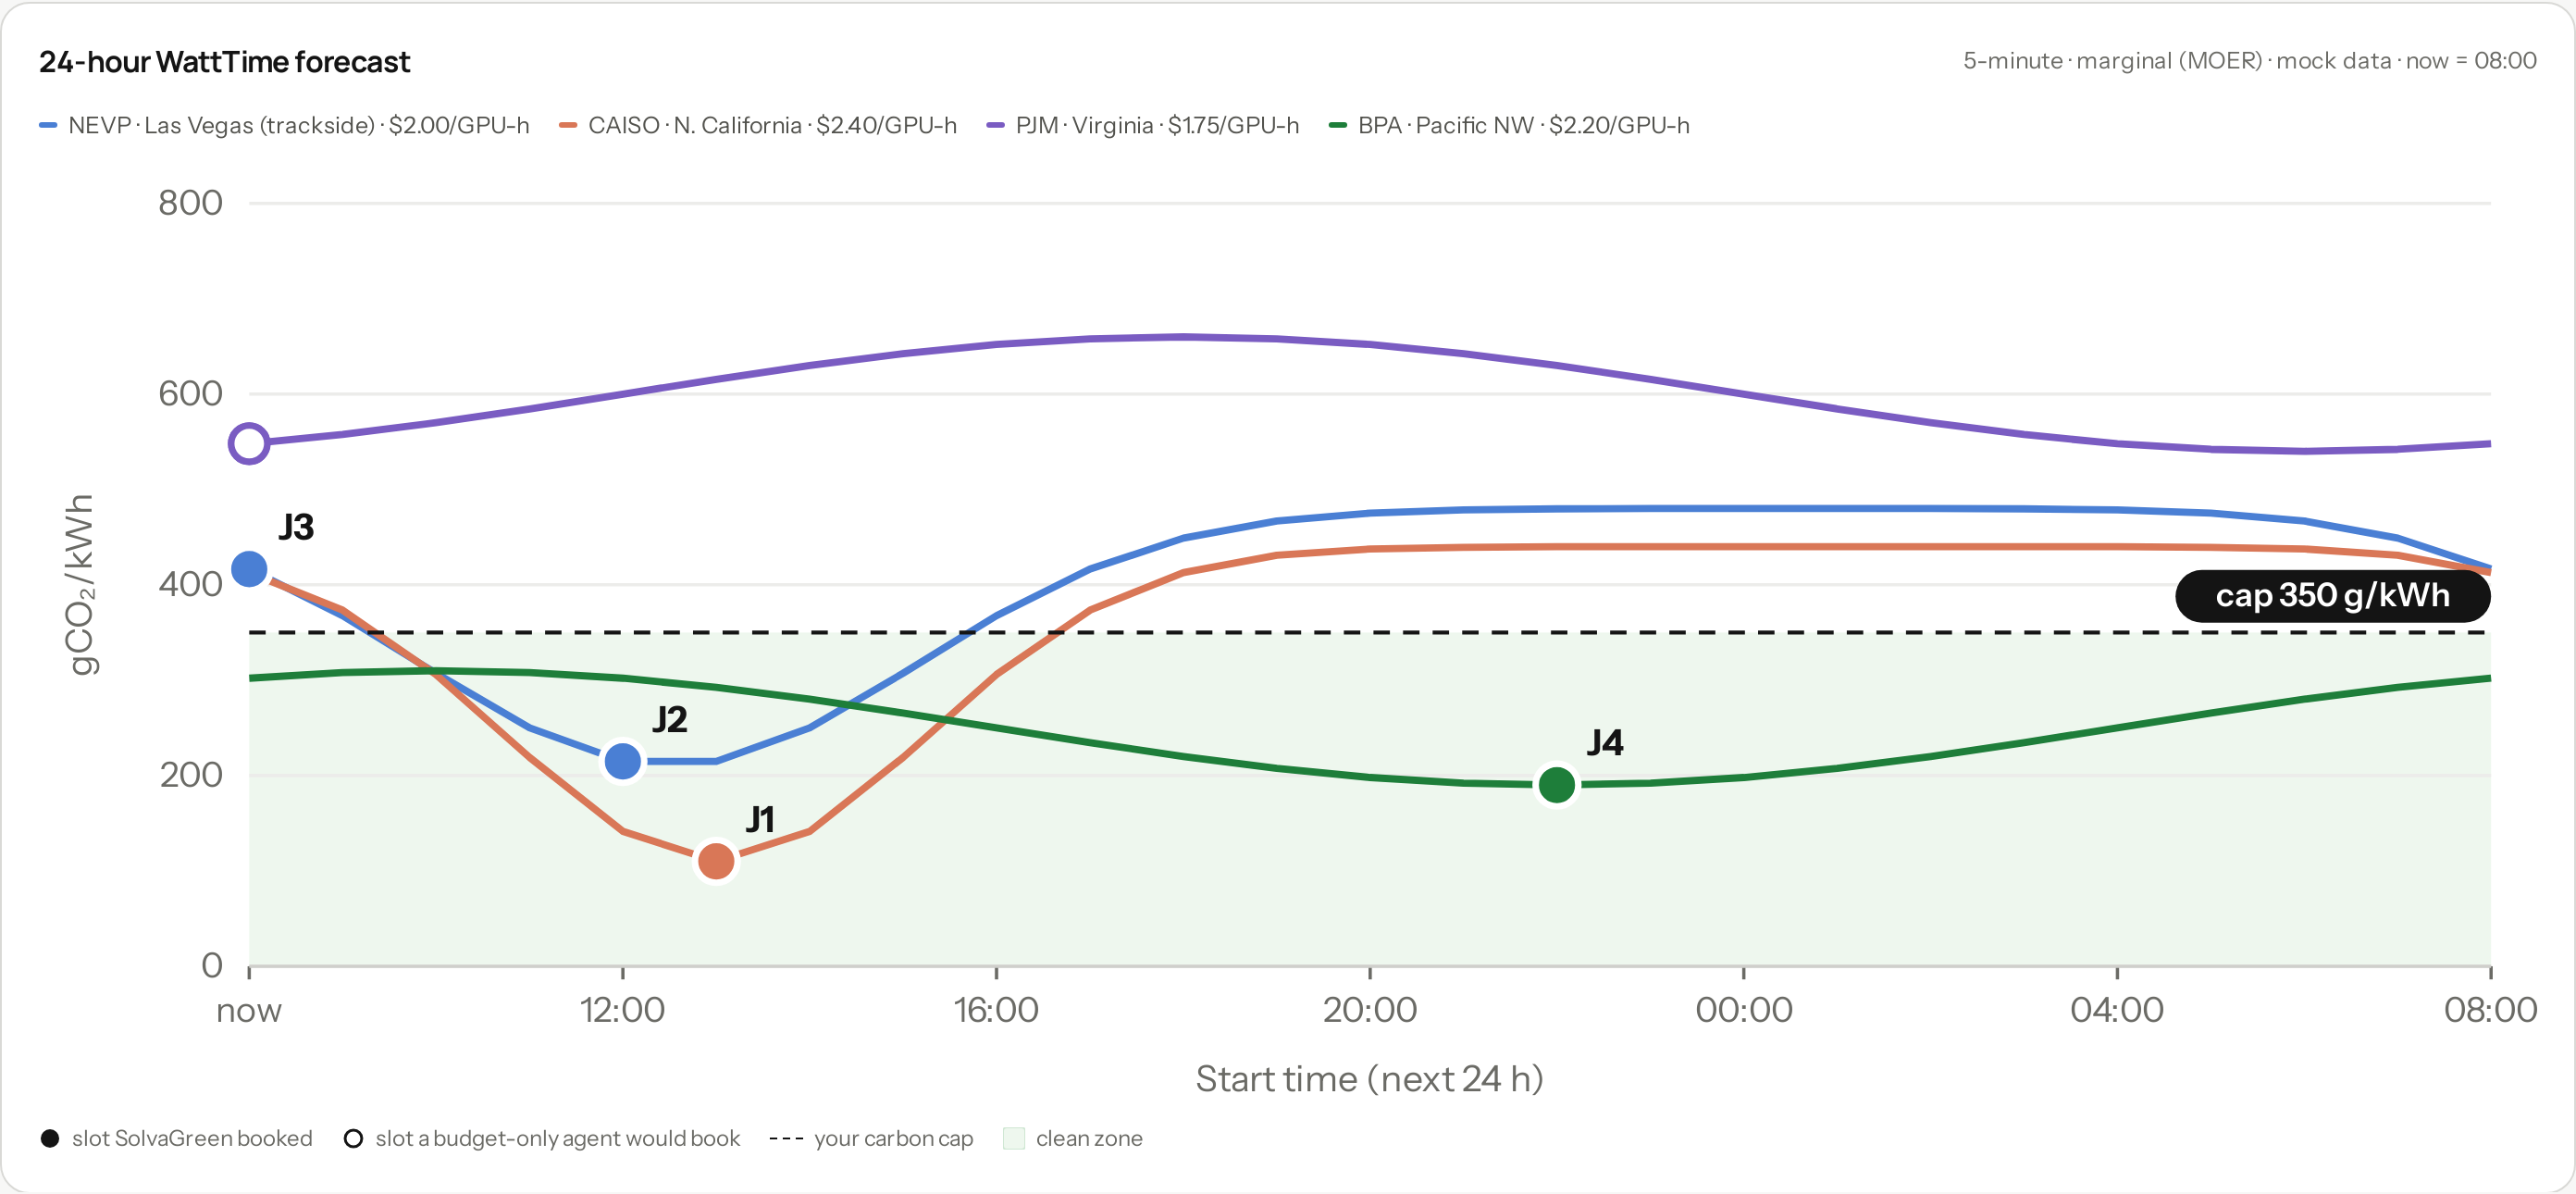 24-hour WattTime forecast
5-minute · marginal (MOER) · mock data · now = 08:00
NEVP · Las Vegas (trackside) · $2.00/GPU-h
CAISO · N. California · $2.40/GPU-h
PJM · Virginia · $1.75/GPU-h
BPA · Pacific NW · $2.20/GPU-h
800
600
400
200
0
gCO₂/kWh
J3
J2
J1
J4
cap 350 g/kWh
now
12:00
16:00
20:00
00:00
04:00
08:00
Start time (next 24 h)
slot SolvaGreen booked
slot a budget-only agent would book
your carbon cap
clean zone